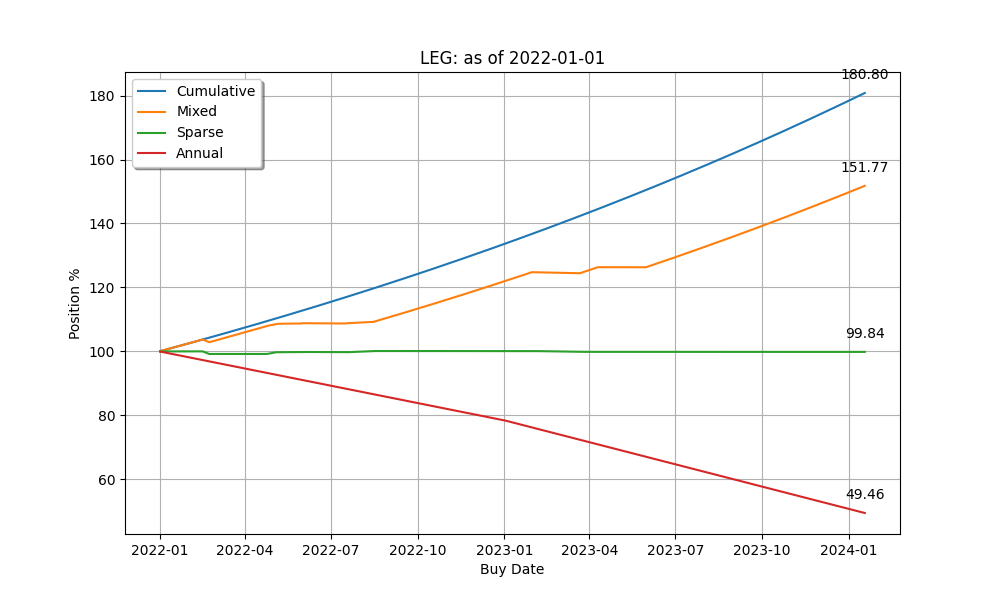 LEG: as of 2022-01-01
180.80
180
Cumulative
Mixed
Sparse
Annual
160
151.77
140
120
Position %
100
99.84
80
60
49.46
2022-01 2022-04 2022-07 2022-10 2023-01 2023-04 2023-07 2023-10 2024-01
Buy Date